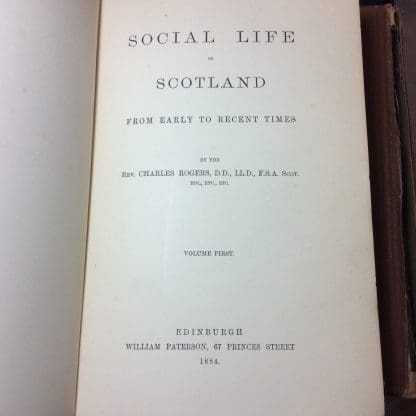 SOCIAL LIFE
IN
SCOTLAND
FROM EARLY TO RECENT TIMES
BY THE
REV. CHARLES ROGERS, D.D., LL.D., F.S.A. SCOT.
ETC., ETC., ETC.
VOLUME FIRST.
EDINBURGH
WILLIAM PATERSON, 67 PRINCES STREET
1884.